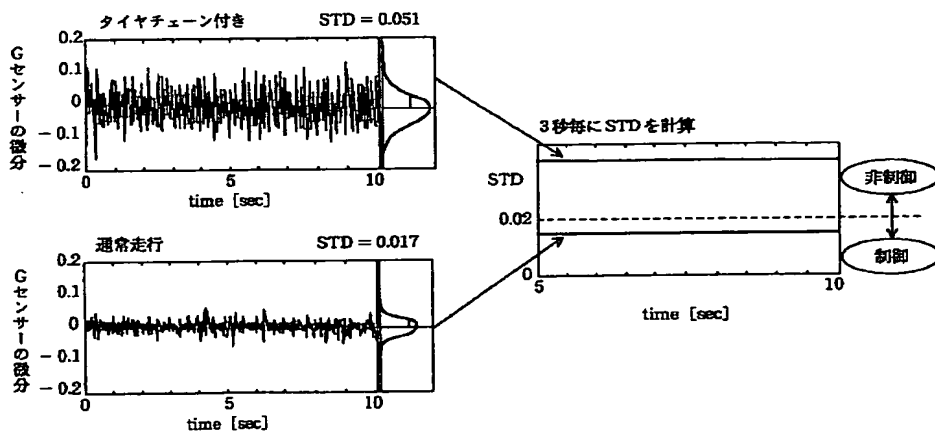 タイヤチェーン付き STD = 0.051
Gセンサーの微分
0.2
0.1
0
－0.1
－0.2
0 5 10
time [sec]
通常走行 STD = 0.017
Gセンサーの微分
0.2
0.1
0
－0.1
－0.2
0 5 10
time [sec]
3秒毎にSTDを計算
STD
0.02
0
5 10
time [sec]
非制御
制御